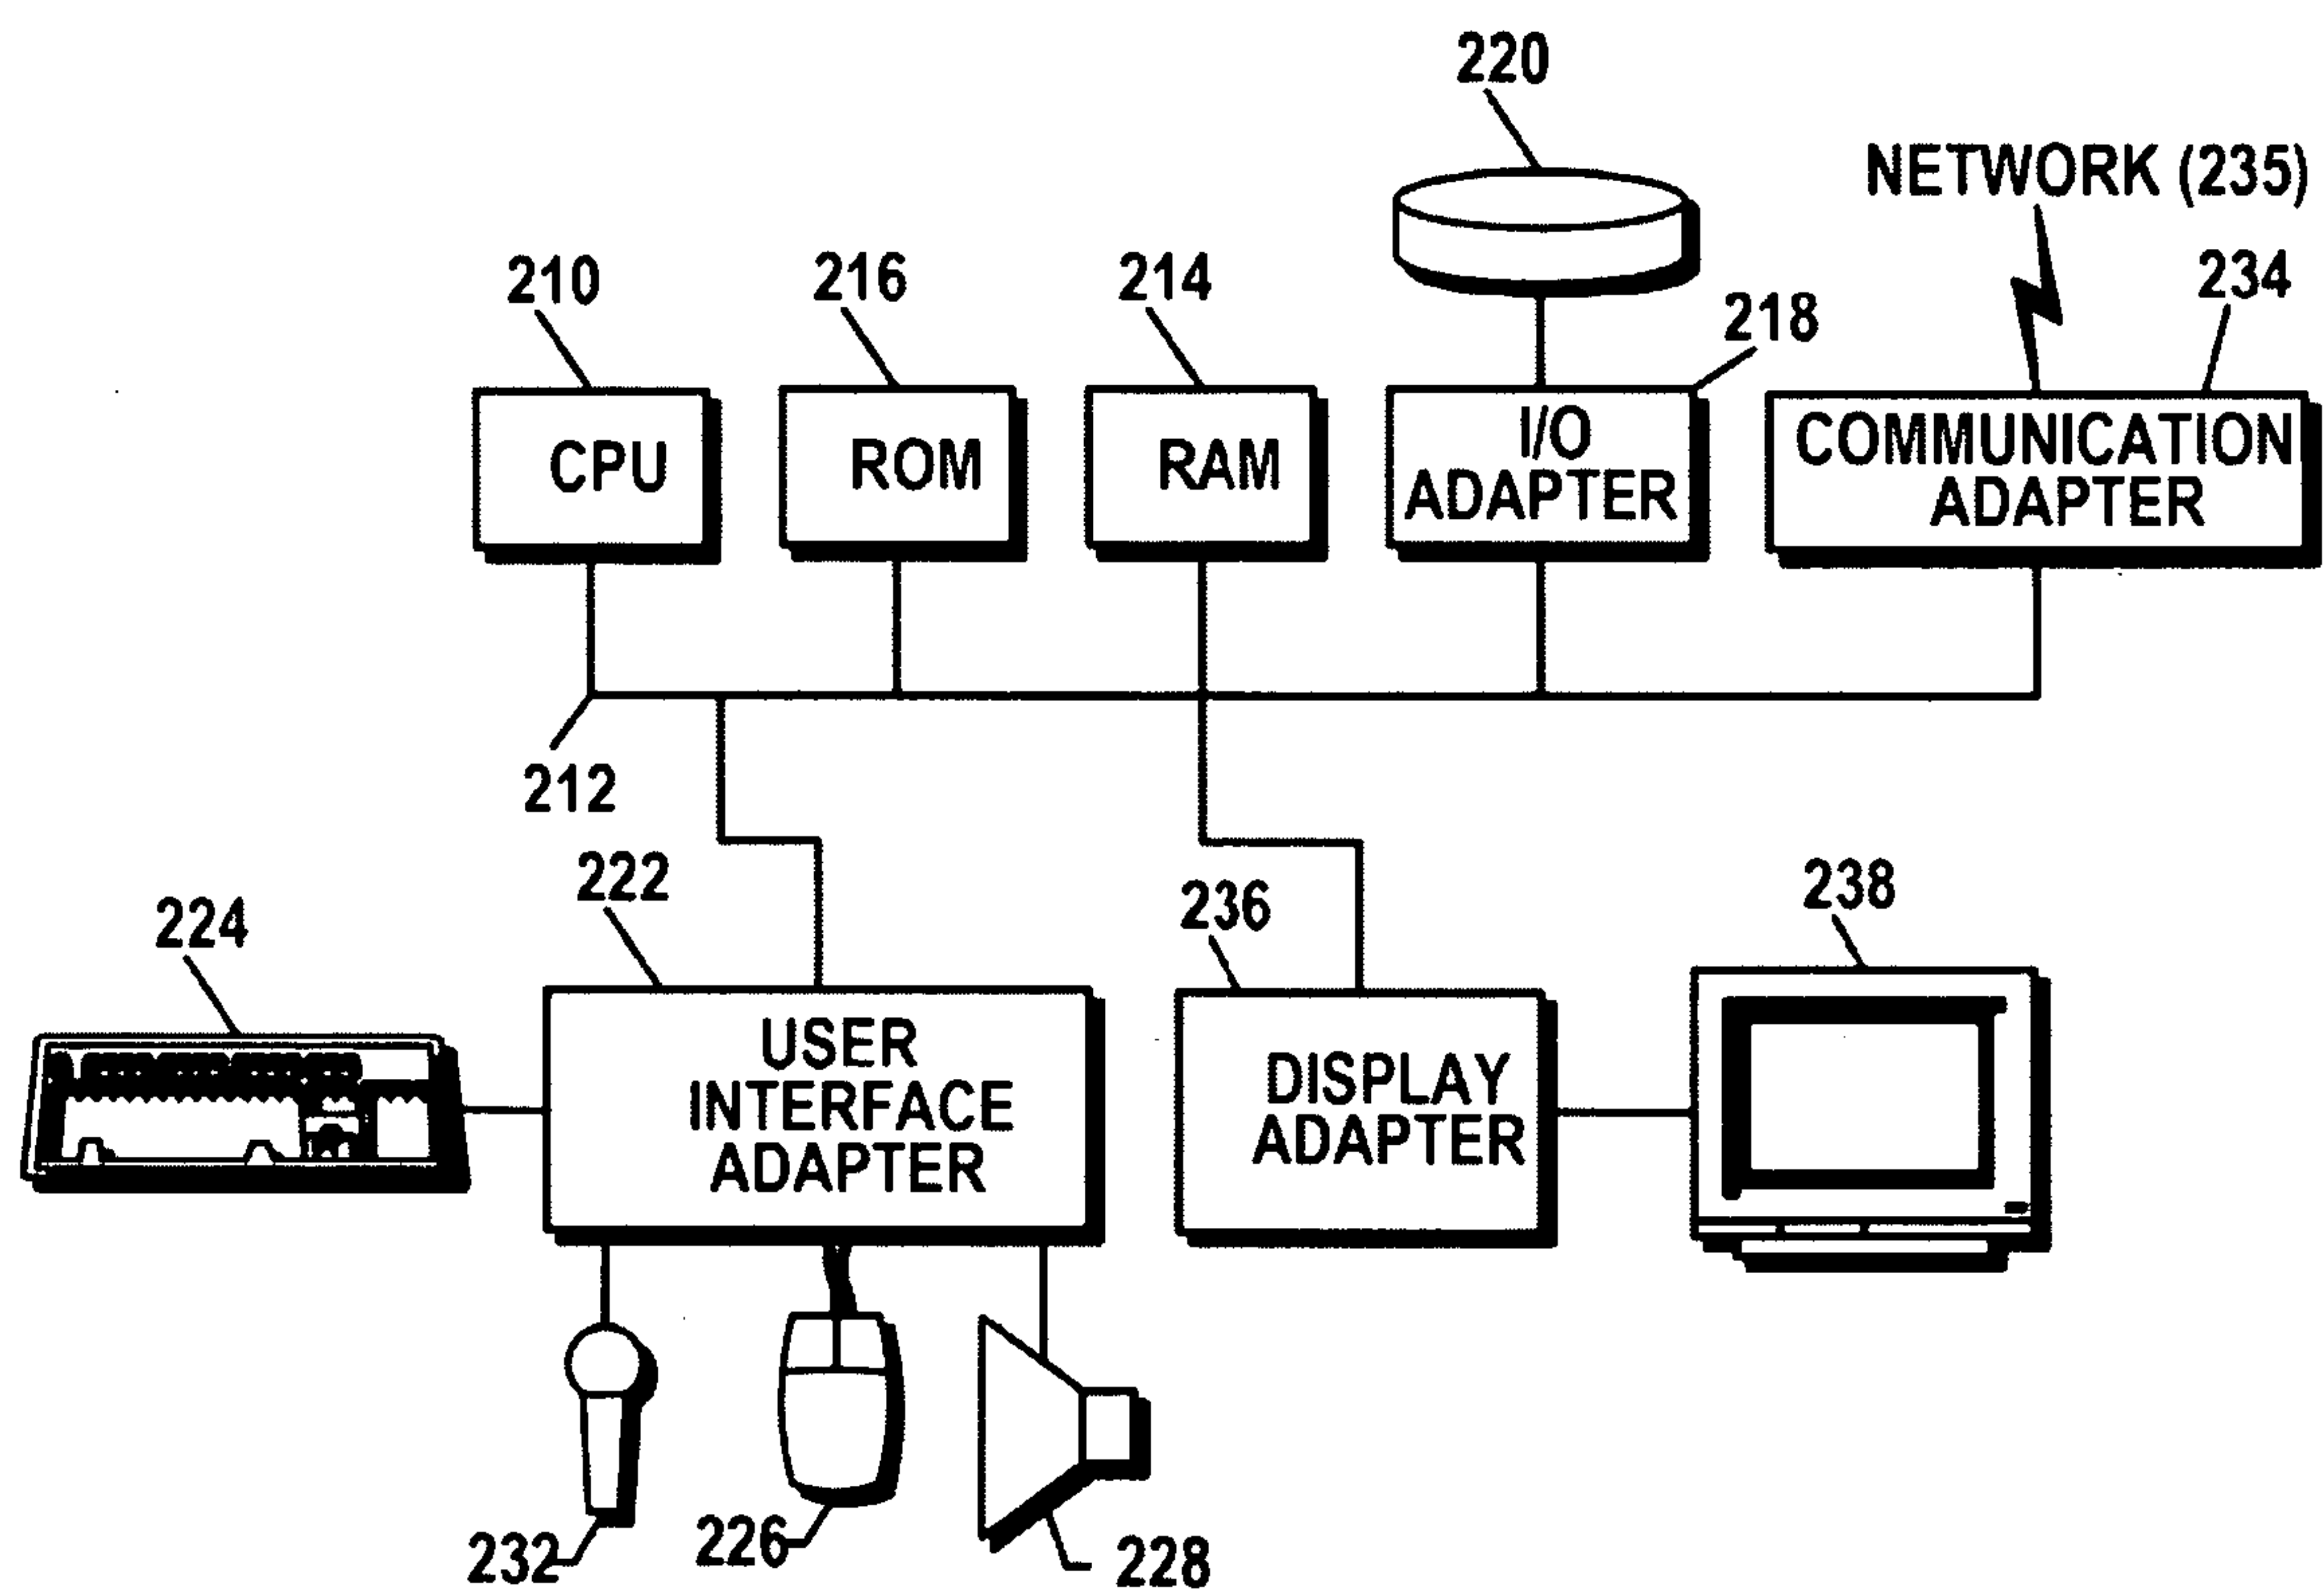 220
NETWORK (235)
210
216
214
218
234
CPU
ROM
RAM
I/O
ADAPTER
COMMUNICATION
ADAPTER
212
222
236
238
224
USER
INTERFACE
ADAPTER
DISPLAY
ADAPTER
232
226
228